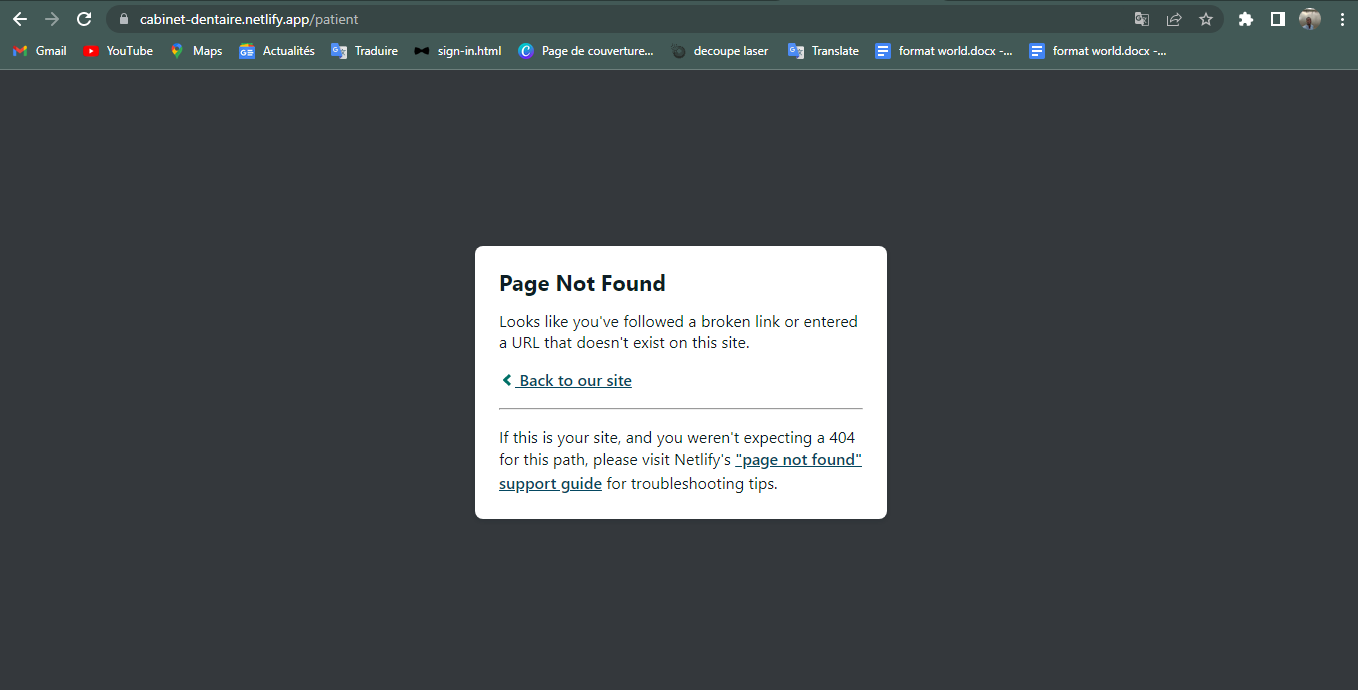 cabinet-dentaire.netlify.app/patient
Gmail YouTube Maps Actualités Traduire sign-in.html Page de couverture... decoupe laser Translate format world.docx -... format world.docx -...
Page Not Found
Looks like you've followed a broken link or entered
a URL that doesn't exist on this site.
Back to our site
If this is your site, and you weren't expecting a 404
for this path, please visit Netlify's "page not found"
support guide for troubleshooting tips.